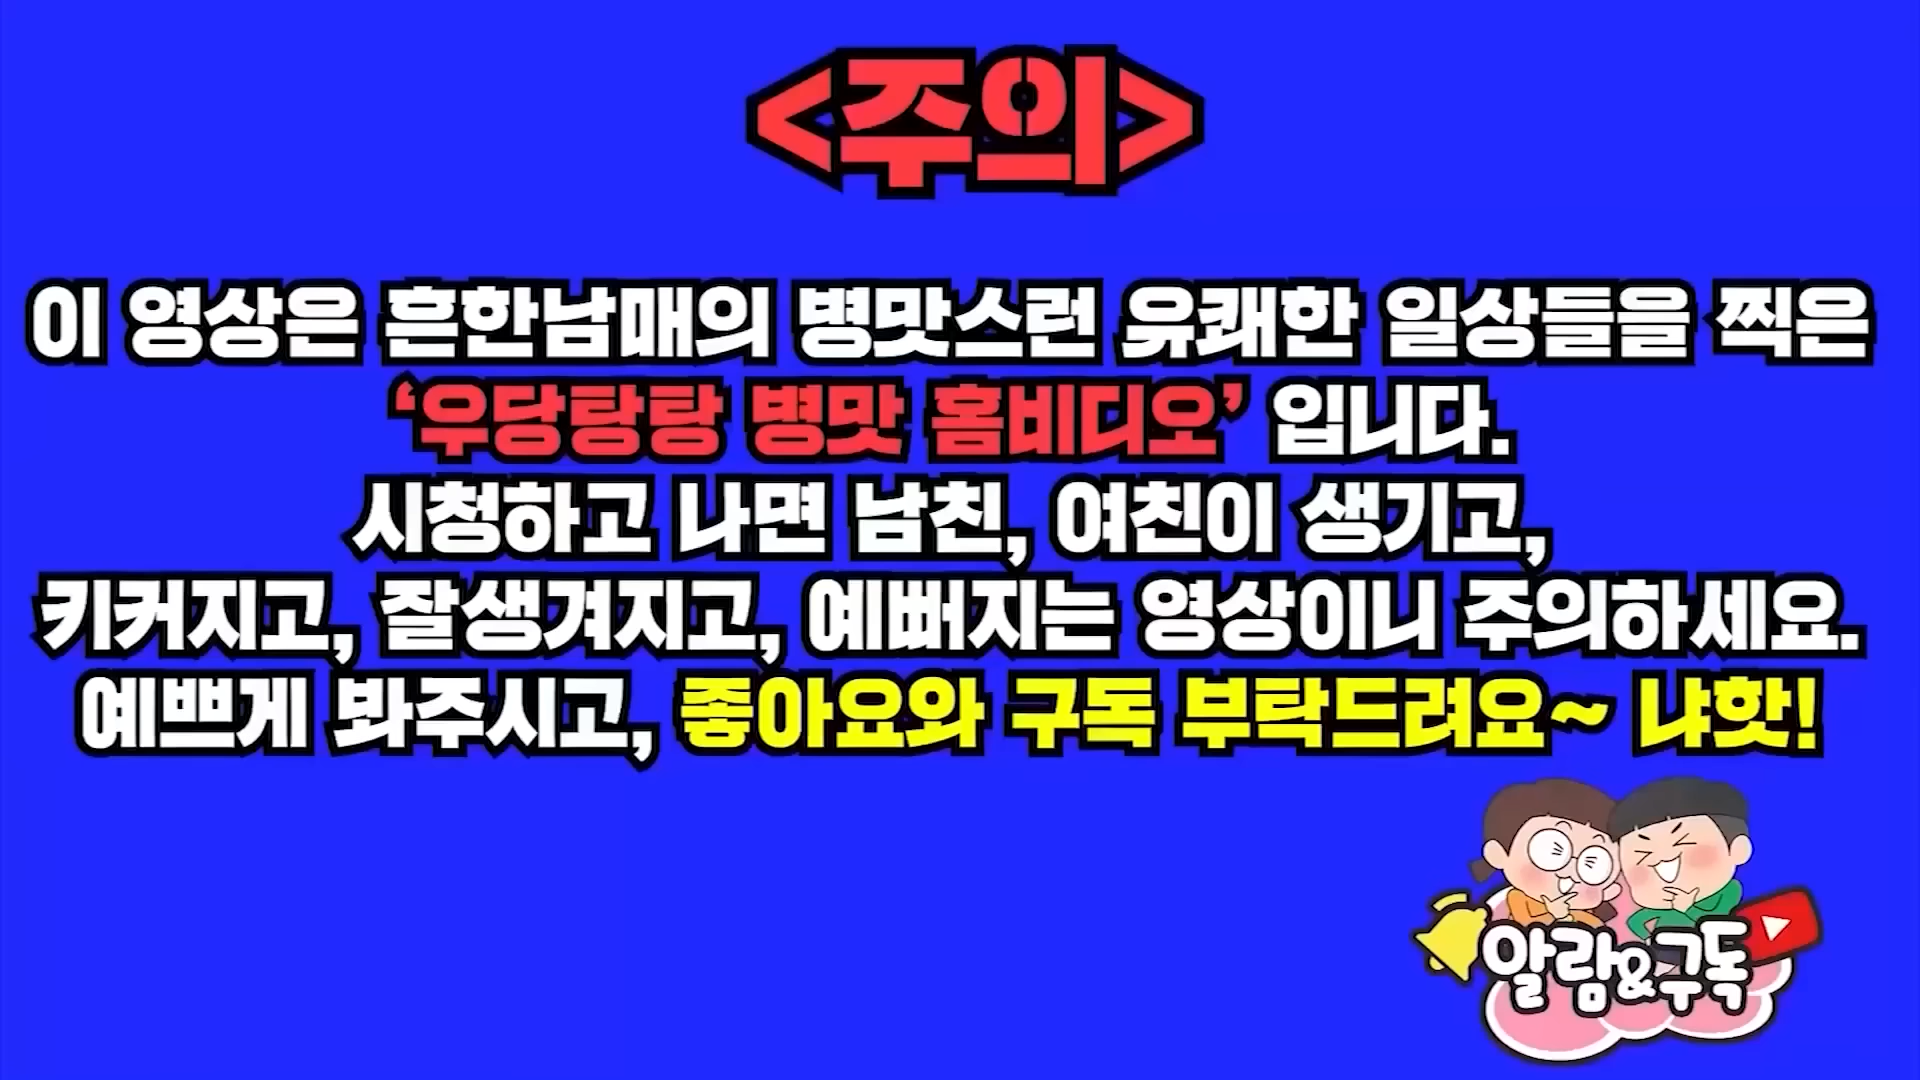 <주의>
이 영상은 흔한남매의 병맛스런 유쾌한 일상들을 찍은
‘우당탕탕 병맛 홈비디오’ 입니다.
시청하고 나면 남친, 여친이 생기고,
키커지고, 잘생겨지고, 예뻐지는 영상이니 주의하세요.
예쁘게 봐주시고, 좋아요와 구독 부탁드려요~ 냐핫!
알람&구독